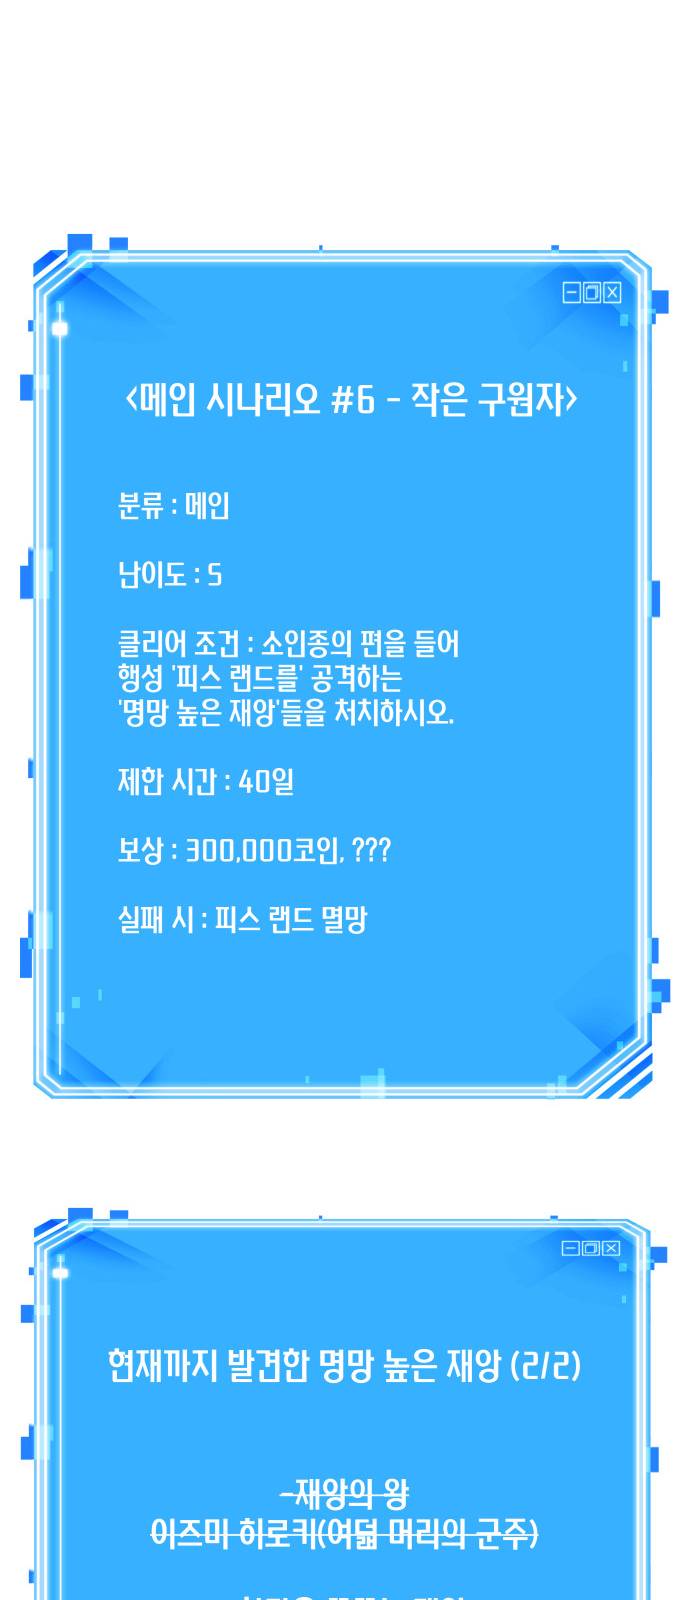 <메인 시나리오 #6 - 작은 구원자>
분류 : 메인
난이도 : S
클리어 조건 : 소인종의 편을 들어
행성 '피스 랜드를' 공격하는
'명망 높은 재앙'들을 처치하시오.
제한 시간 : 40일
보상 : 300,000코인, ???
실패 시 : 피스 랜드 멸망
현재까지 발견한 명망 높은 재앙 (2/2)
-재앙의 왕
이즈미 히로키(여덟 머리의 군주)